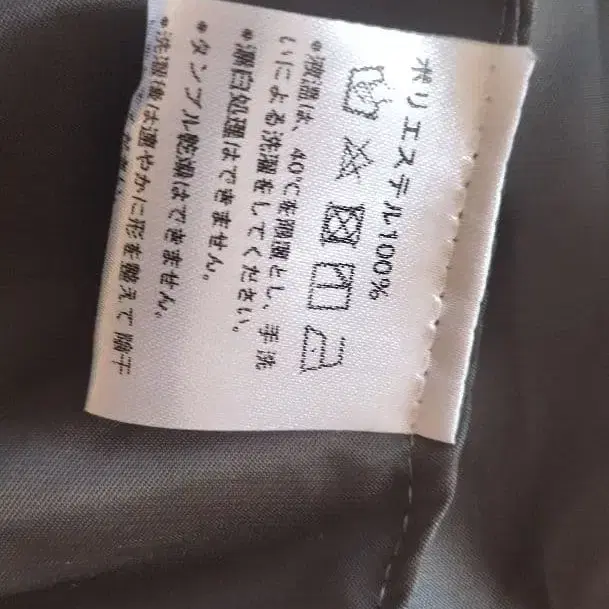 ポリエステル100%
●液温は、40℃を限度とし、手洗
いによる洗濯をしてください。
●漂白処理はできません。
●タンブル乾燥はできません。
●洗濯後は速やかに形を整えて陰干